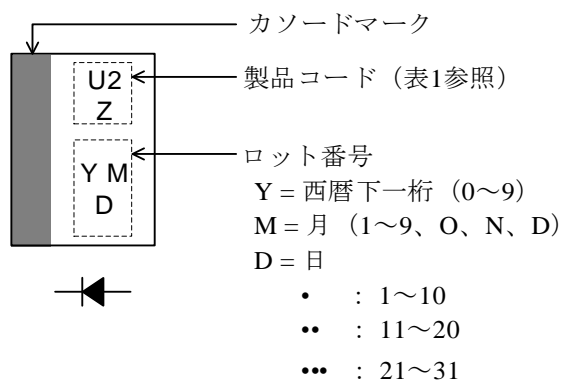 カソードマーク
U2
Z
製品コード（表1参照）
Y M
D
ロット番号
Y = 西暦下一桁（0～9）
M = 月（1～9、O、N、D）
D = 日
• : 1～10
•• : 11～20
••• : 21～31